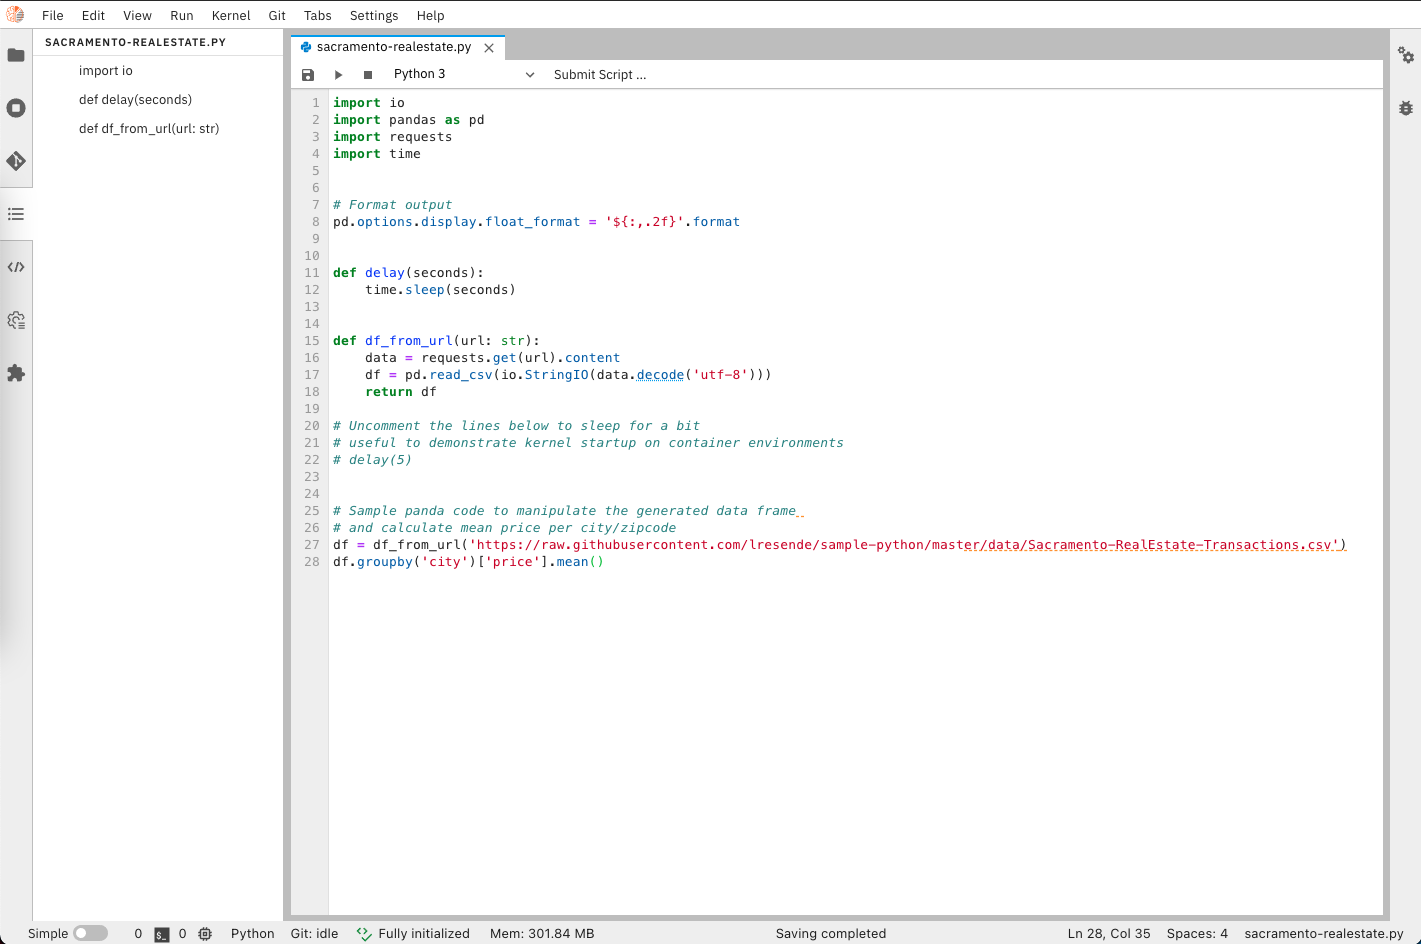 File Edit View Run Kernel Git Tabs Settings Help
SACRAMENTO-REALESTATE.PY
import io
def delay(seconds)
def df_from_url(url: str)
sacramento-realestate.py
Python 3 Submit Script ...
1 import io
2 import pandas as pd
3 import requests
4 import time
5
6
7 # Format output
8 pd.options.display.float_format = '${:,.2f}'.format
9
10
11 def delay(seconds):
12     time.sleep(seconds)
13
14
15 def df_from_url(url: str):
16     data = requests.get(url).content
17     df = pd.read_csv(io.StringIO(data.decode('utf-8')))
18     return df
19
20 # Uncomment the lines below to sleep for a bit
21 # useful to demonstrate kernel startup on container environments
22 # delay(5)
23
24
25 # Sample panda code to manipulate the generated data frame
26 # and calculate mean price per city/zipcode
27 df = df_from_url('https://raw.githubusercontent.com/lresende/sample-python/master/data/Sacramento-RealEstate-Transactions.csv')
28 df.groupby('city')['price'].mean()
Simple 0 $_ 0 Python Git: idle Fully initialized Mem: 301.84 MB Saving completed Ln 28, Col 35 Spaces: 4 sacramento-realestate.py